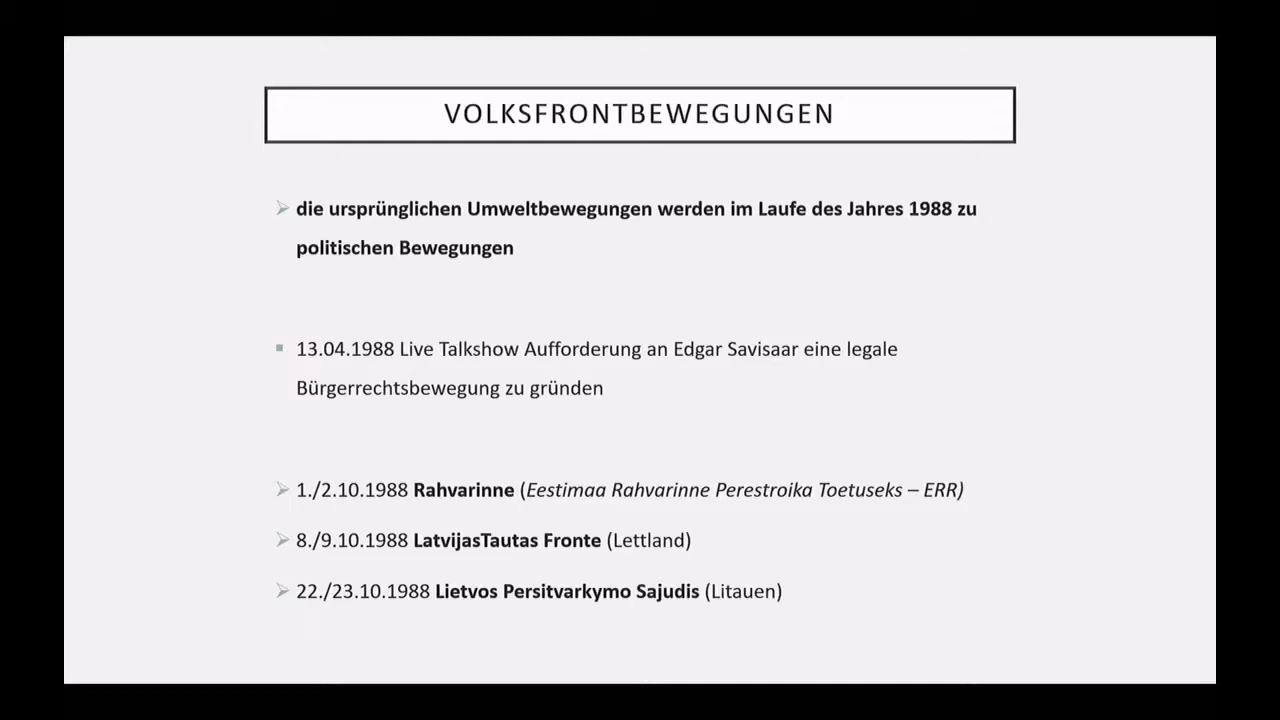 VOLKSFRONTBEWEGUNGEN
die ursprünglichen Umweltbewegungen werden im Laufe des Jahres 1988 zu
politischen Bewegungen
13.04.1988 Live Talkshow Aufforderung an Edgar Savisaar eine legale
Bürgerrechtsbewegung zu gründen
1./2.10.1988 Rahvarinne (Eestimaa Rahvarinne Perestroika Toetuseks – ERR)
8./9.10.1988 LatvijasTautas Fronte (Lettland)
22./23.10.1988 Lietvos Persitvarkymo Sajudis (Litauen)